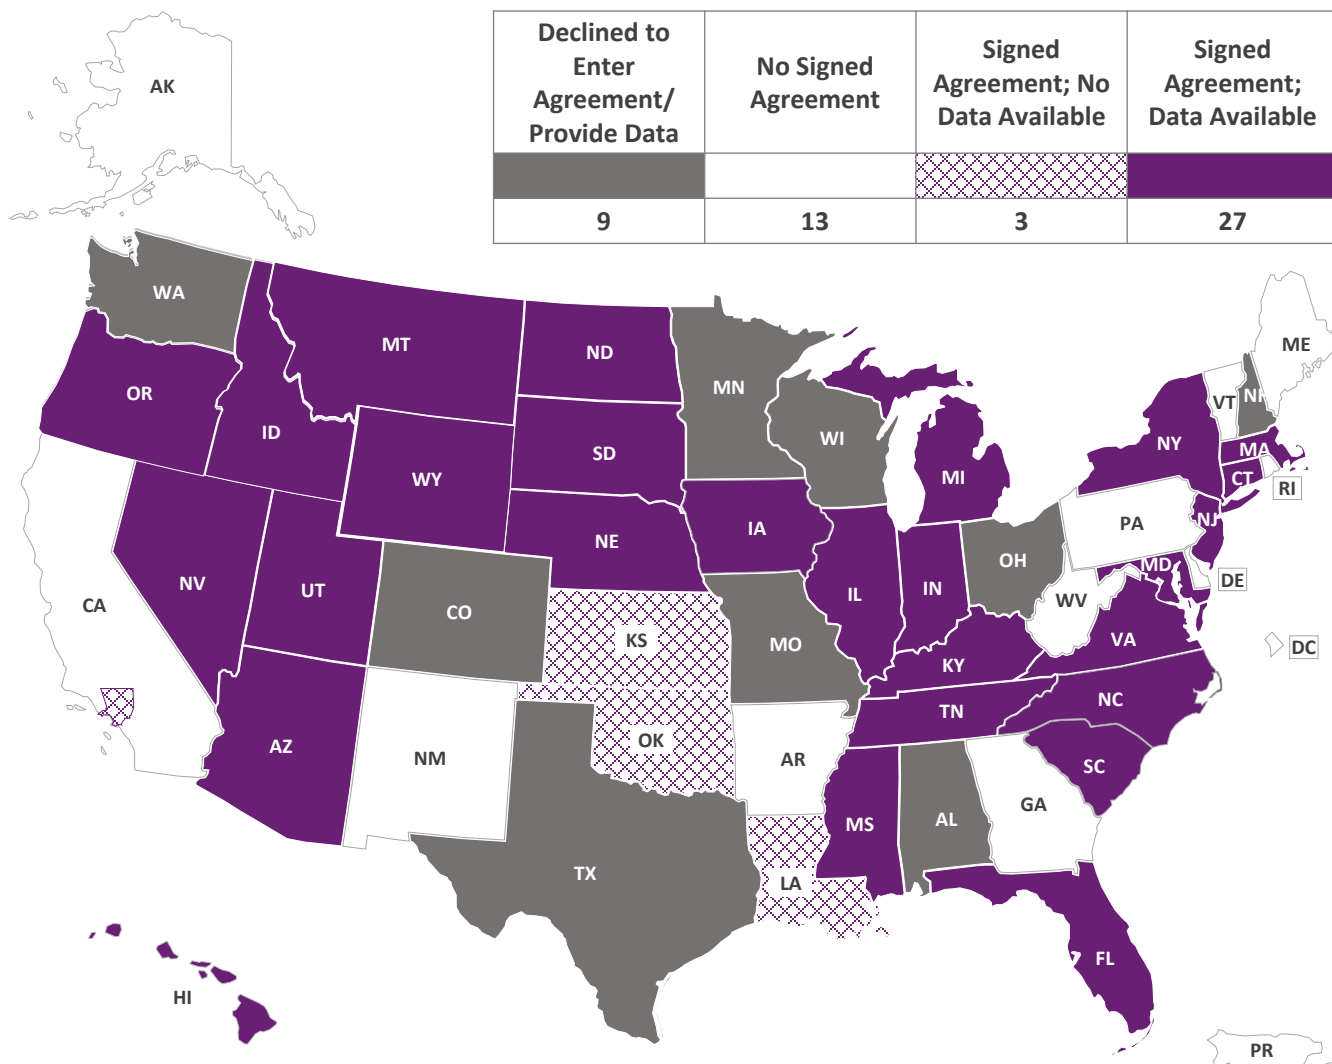 Declined to
Enter
Agreement/
Provide Data
No Signed
Agreement
Signed
Agreement; No
Data Available
Signed
Agreement;
Data Available
9
13
3
27
AK
WA
MT
ND
MN
ME
OR
ID
WY
SD
WI
MI
NY
VT
NH
MA
CT
RI
NE
IA
PA
NJ
CA
NV
UT
CO
KS
MO
IL
IN
OH
WV
MD
DE
VA
DC
KY
AZ
NM
OK
AR
TN
NC
SC
TX
LA
MS
AL
GA
FL
HI
PR